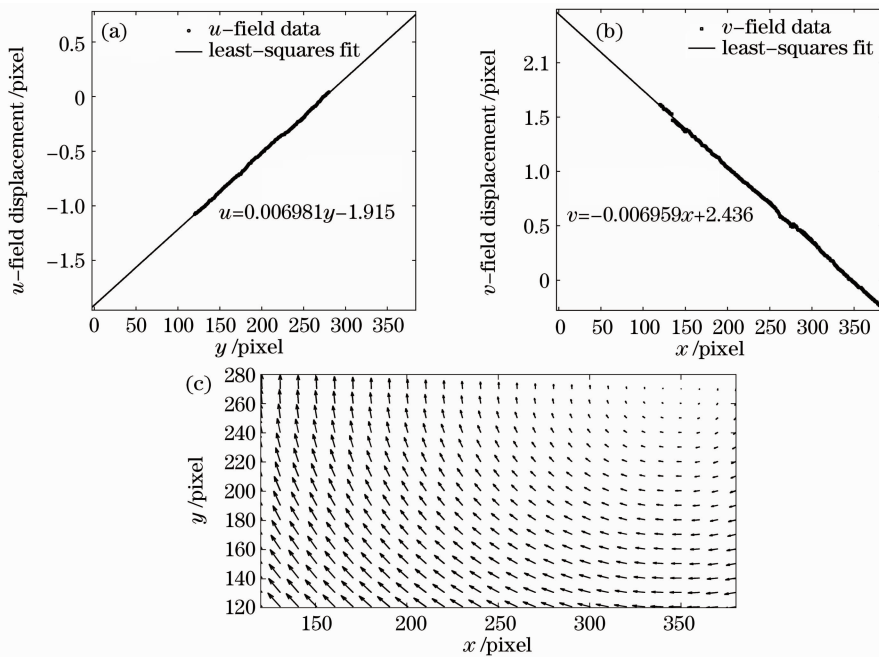 (a)
u-field data
least-squares fit
0.5
0
−0.5
−1.0
−1.5
u-field displacement/pixel
u=0.006981y−1.915
0 50 100 150 200 250 300 350
y/pixel
(b)
v-field data
least-squares fit
2.1
1.5
1.0
0.5
0
v-field displacement/pixel
v=−0.006959x+2.436
0 50 100 150 200 250 300 350
x/pixel
(c)
280
260
240
220
200
180
160
140
120
y/pixel
150 200 250 300 350
x/pixel